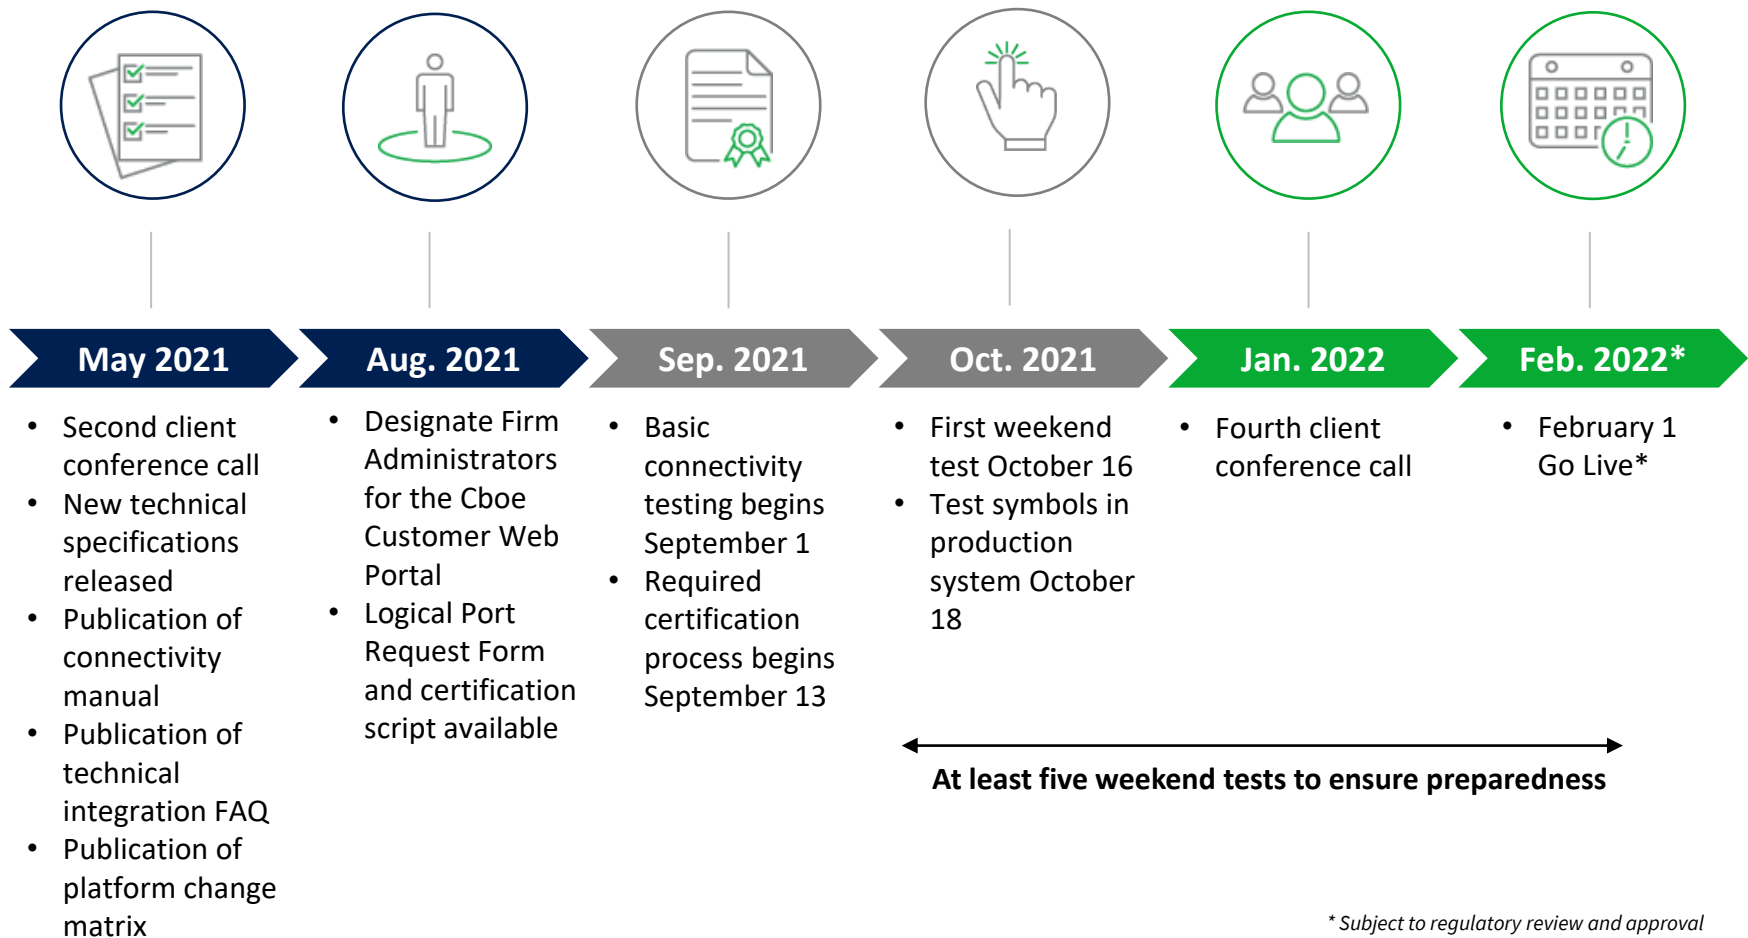 May 2021
• Second client
conference call
• New technical
specifications
released
• Publication of
connectivity
manual
• Publication of
technical
integration FAQ
• Publication of
platform change
matrix
Aug. 2021
• Designate Firm
Administrators
for the Cboe
Customer Web
Portal
• Logical Port
Request Form
and certification
script available
Sep. 2021
• Basic
connectivity
testing begins
September 1
• Required
certification
process begins
September 13
Oct. 2021
• First weekend
test October 16
• Test symbols in
production
system October
18
Jan. 2022
• Fourth client
conference call
Feb. 2022*
• February 1
Go Live*
At least five weekend tests to ensure preparedness
* Subject to regulatory review and approval